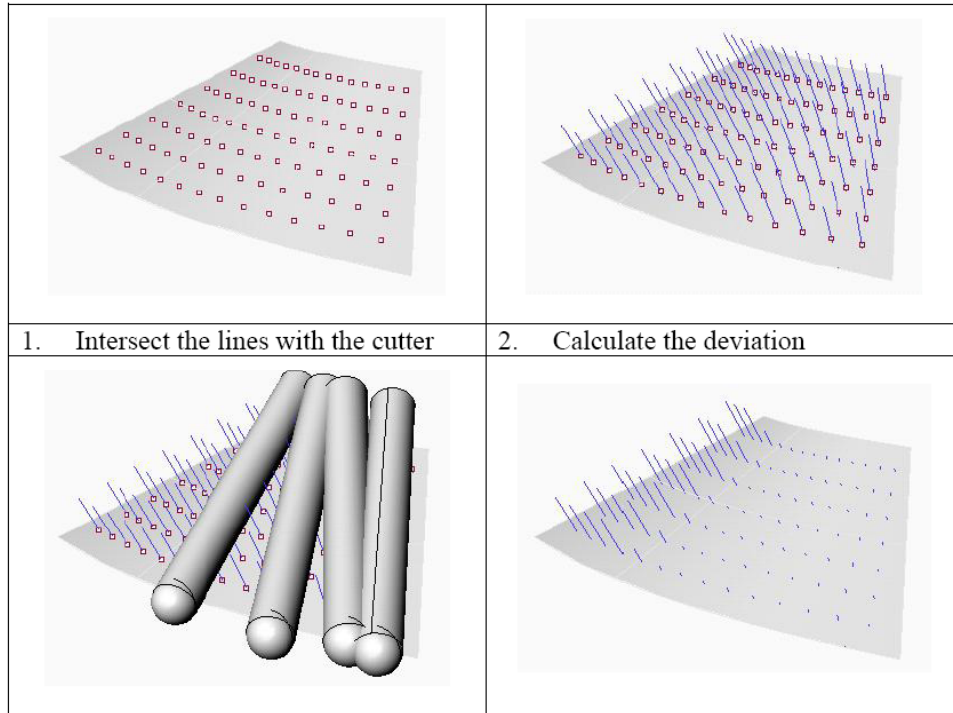 1. Intersect the lines with the cutter
2. Calculate the deviation